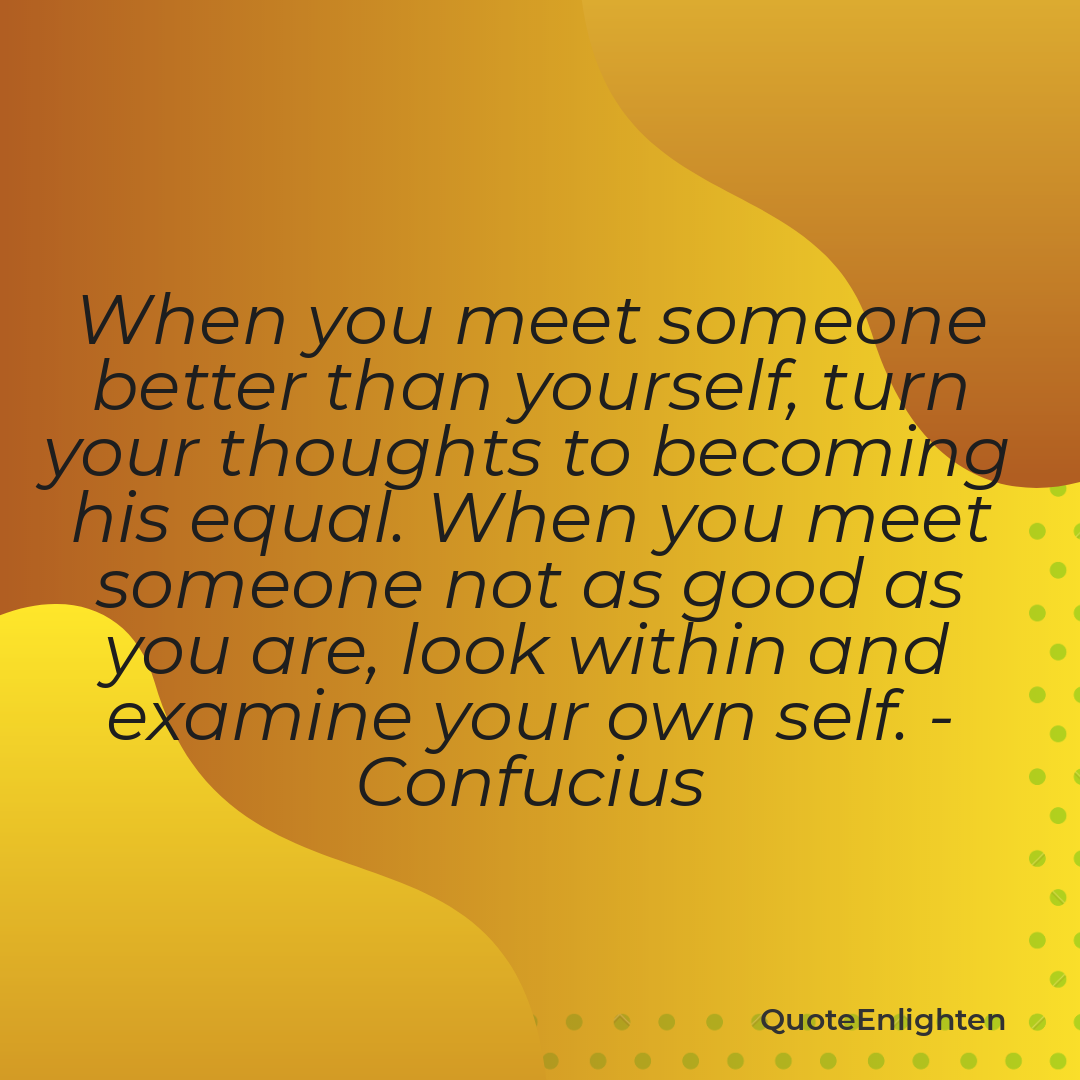 When you meet someone
better than yourself, turn
your thoughts to becoming
his equal. When you meet
someone not as good as
you are, look within and
examine your own self. -
Confucius
QuoteEnlighten